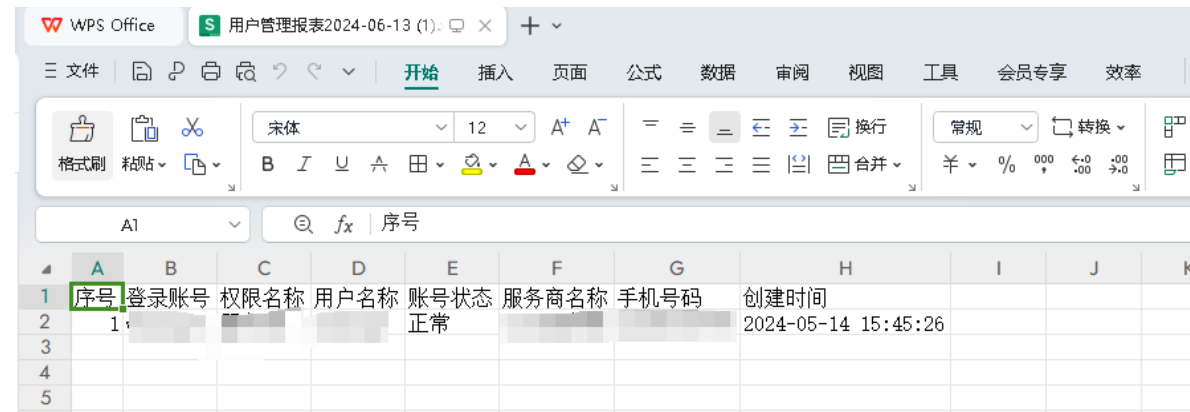 WPS Office 用户管理报表2024-06-13 (1).
三 文件 开始 插入 页面 公式 数据 审阅 视图 工具 会员专享 效率
宋体 12 A+ A- 换行 常规 转换
格式刷 粘贴 B I U A 合并 ¥ % 000 .00 .0
A1 fx 序号
A B C D E F G H I J K
1 序号 登录账号 权限名称 用户名称 账号状态 服务商名称 手机号码 创建时间
2 1 正常 2024-05-14 15:45:26
3
4
5